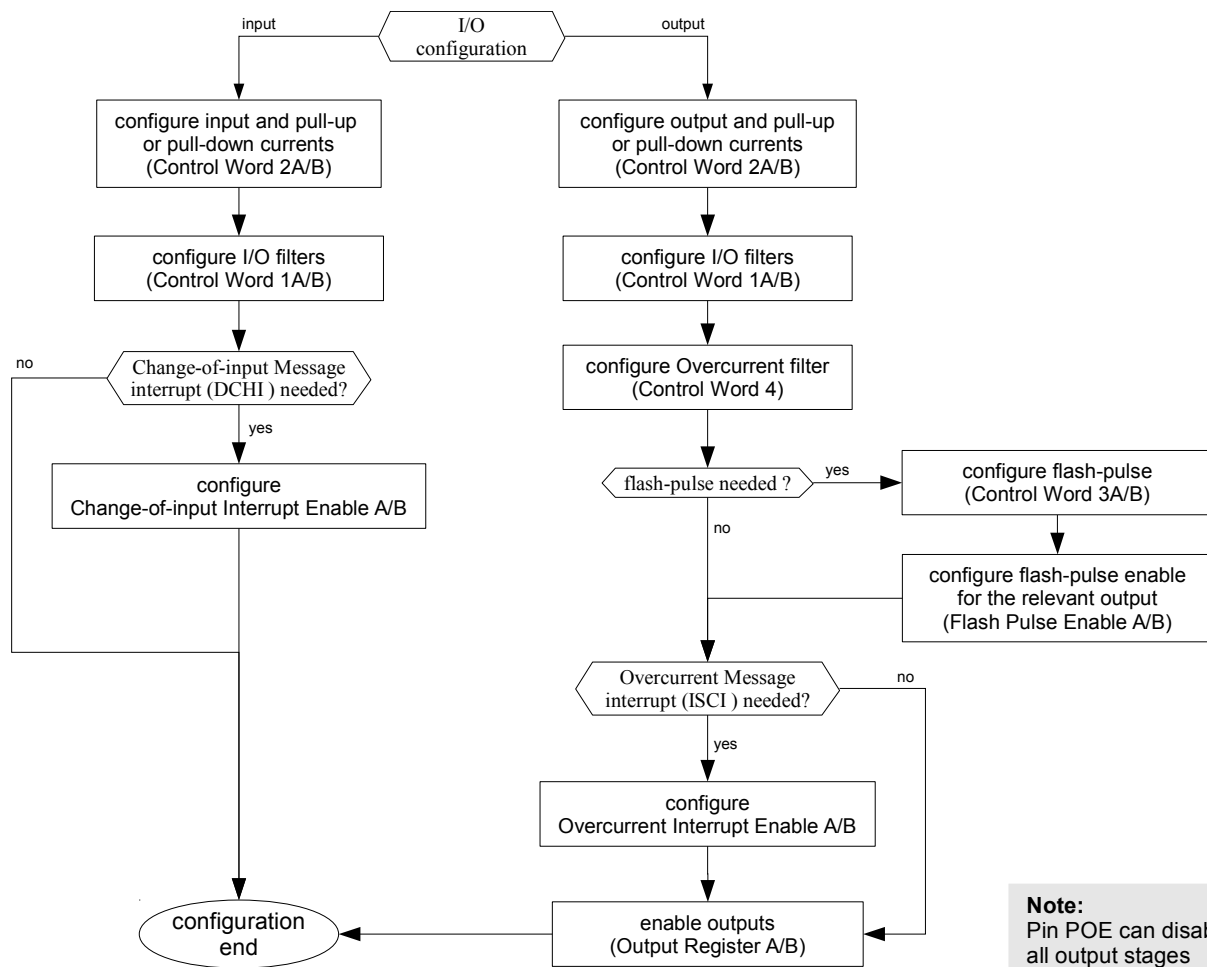 input
I/O
configuration
output
configure input and pull-up
or pull-down currents
(Control Word 2A/B)
configure output and pull-up
or pull-down currents
(Control Word 2A/B)
configure I/O filters
(Control Word 1A/B)
configure I/O filters
(Control Word 1A/B)
no
Change-of-input Message
interrupt (DCHI ) needed?
yes
configure Overcurrent filter
(Control Word 4)
configure
Change-of-input Interrupt Enable A/B
flash-pulse needed ?
yes
no
configure flash-pulse
(Control Word 3A/B)
configure flash-pulse enable
for the relevant output
(Flash Pulse Enable A/B)
Overcurrent Message
interrupt (ISCI ) needed?
no
yes
configure
Overcurrent Interrupt Enable A/B
enable outputs
(Output Register A/B)
configuration
end
Note:
Pin POE can
all output stages